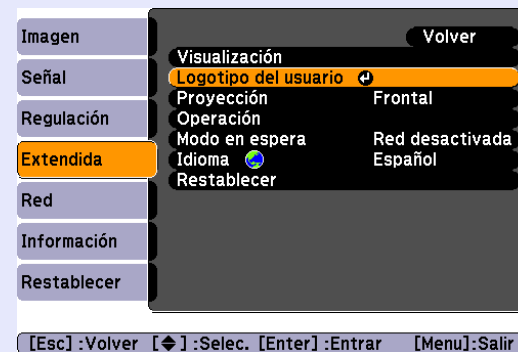 Imagen
Señal
Regulación
Extendida
Red
Información
Restablecer
Volver
Visualización
Logotipo del usuario
Proyección Frontal
Operación
Modo en espera Red desactivada
Idioma Español
Restablecer
[Esc] :Volver [◆] :Selec. [Enter] :Entrar [Menu]:Salir